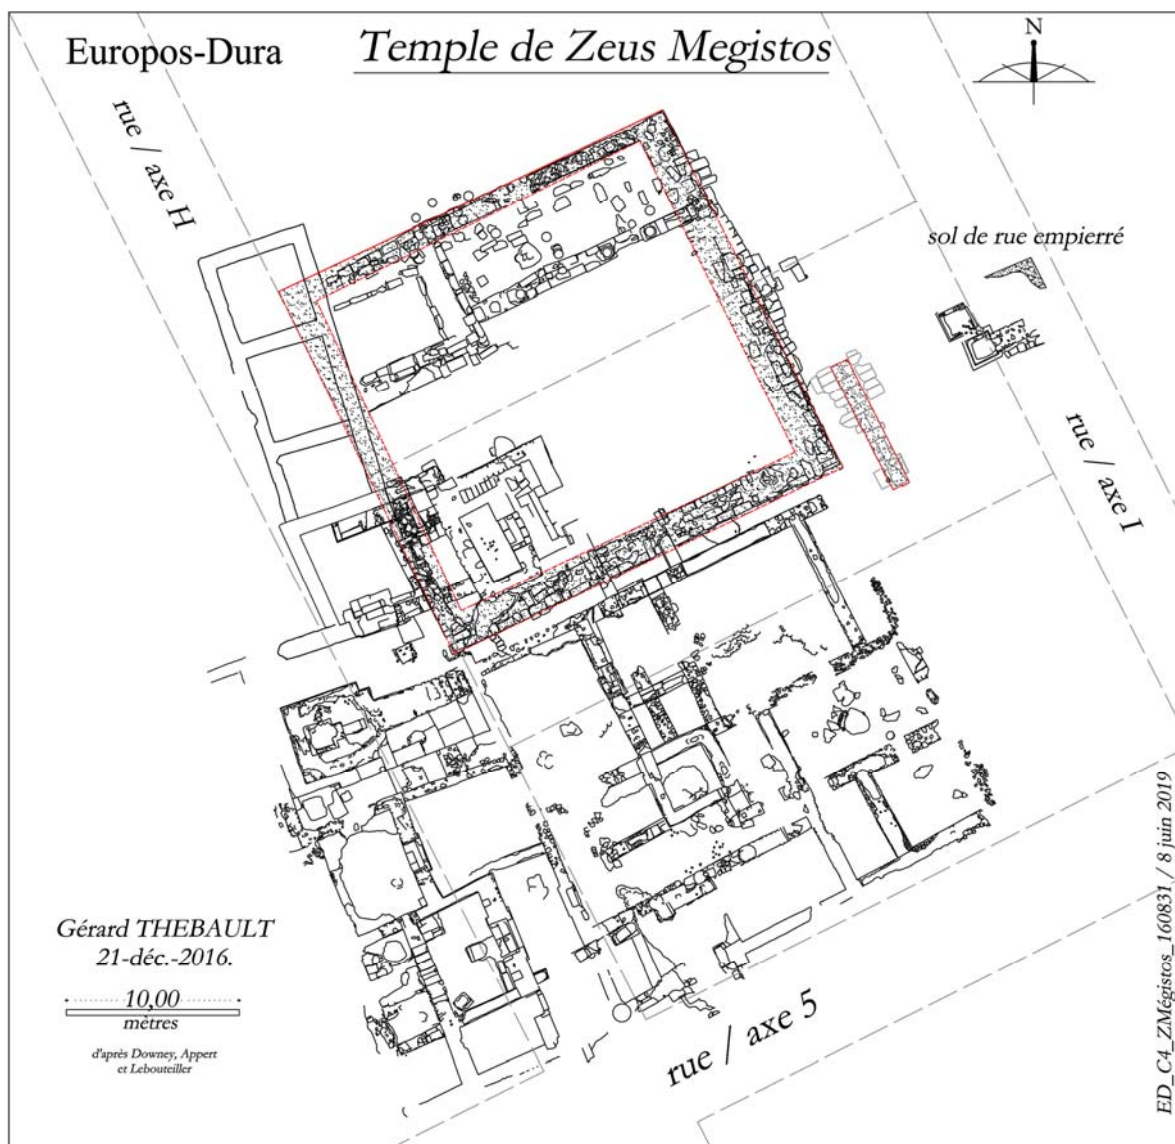 Europos-Dura
Temple de Zeus Megistos
N
rue / axe H
sol de rue empierré
rue / axe I
Gérard THEBAULT
21-déc.-2016.
10,00
mètres
d'après Downey, Appert
et Lebouteiller
rue / axe 5
ED_C4_ZMégistos_160831 / 8 juin 2019